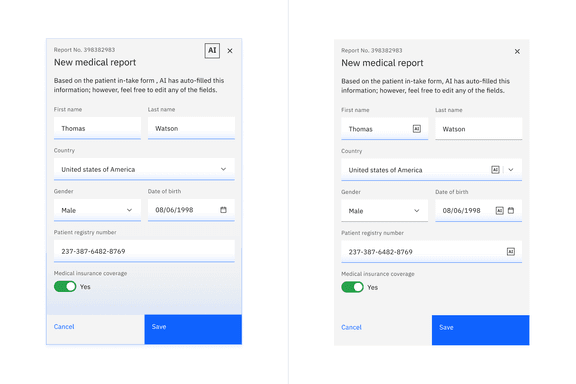 Report No. 398382983
AI
New medical report
Based on the patient in-take form , AI has auto-filled this
information; however, feel free to edit any of the fields.
First name
Last name
Thomas
Watson
Country
United states of America
Gender
Date of birth
Male
08/06/1998
Patient registry number
237-387-6482-8769
Medical insurance coverage
Yes
Cancel
Save
Report No. 398382983
New medical report
Based on the patient in-take form, AI has auto-filled this
information; however, feel free to edit any of the fields.
First name
Last name
Thomas
AI
Watson
Country
United states of America
AI
Gender
Date of birth
Male
08/06/1998
AI
Patient registry number
237-387-6482-8769
AI
Medical insurance coverage
Yes
Cancel
Save